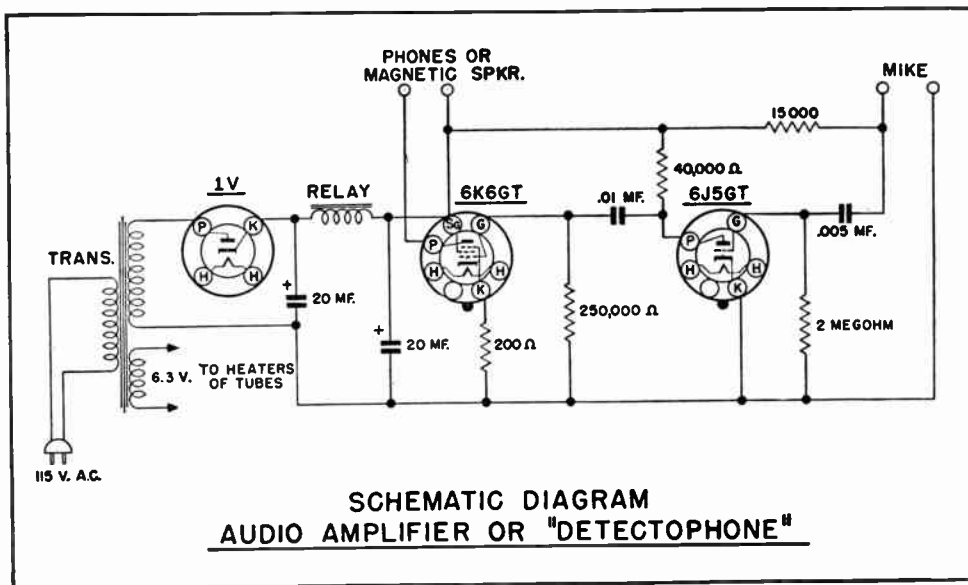 PHONES OR
MAGNETIC SPKR.
MIKE
15000
40,000 Ω
1V
RELAY
6K6GT
.01 MF.
6J5GT
P
K
H
H
SG
G
P
H
H
K
G
P
H
H
K
.005 MF.
TRANS.
+
20 MF.
+
20 MF.
200 Ω
250,000 Ω
2 MEGOHM
6.3 V.
TO HEATERS
OF TUBES
115 V. A.C.
SCHEMATIC DIAGRAM
AUDIO AMPLIFIER OR "DETECTOPHONE"